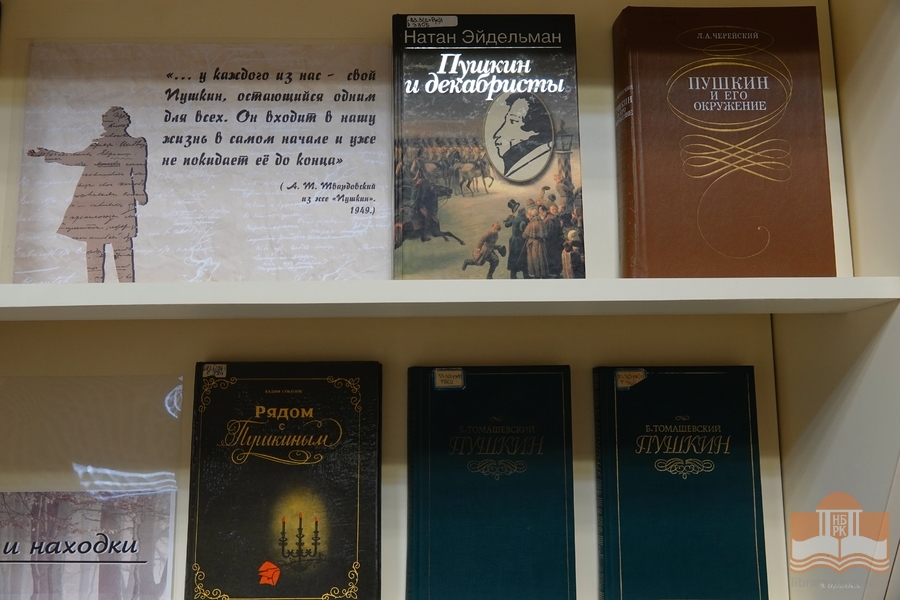 «... у каждого из нас - свой
Пушкин, остающийся одним
для всех. Он входит в нашу
жизнь в самом начале и уже
не покидает её до конца»
( А. Т. Твардовский
из эссе «Пушкин».
1949.)
Натан Эйдельман
Пушкин
и декабристы
Л.А. ЧЕРЕЙСКИЙ
ПУШКИН
И ЕГО
ОКРУЖЕНИЕ
и находки
Рядом
с
Пушкиным
Б. ТОМАШЕВСКИЙ
ПУШКИН
Б. ТОМАШЕВСКИЙ
ПУШКИН
НБ
РК